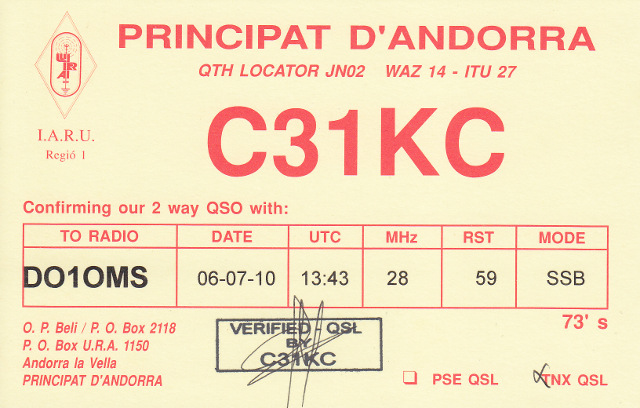 PRINCIPAT D'ANDORRA
QTH LOCATOR JN02 WAZ 14 - ITU 27
I.A.R.U.
Regió 1
C31KC
Confirming our 2 way QSO with:
TO RADIO DATE UTC MHz RST MODE
DO1OMS 06-07-10 13:43 28 59 SSB
73' s
O. P. Beli / P. O. Box 2118
P. O. Box U.R.A. 1150
Andorra la Vella
PRINCIPAT D'ANDORRA
VERIFIED - QSL
BY
C31KC
PSE QSL TNX QSL